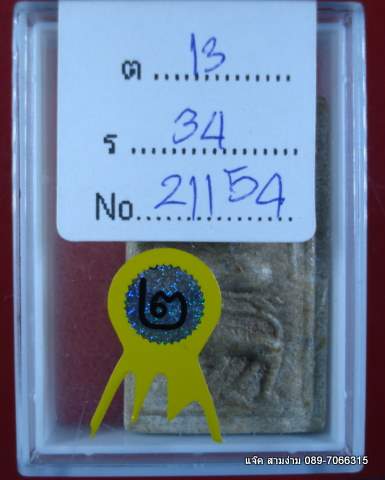 ต ............ 13
ร ............ 34
No............ 21154
๒
แจ๊ค สามง่าม 089-7066315